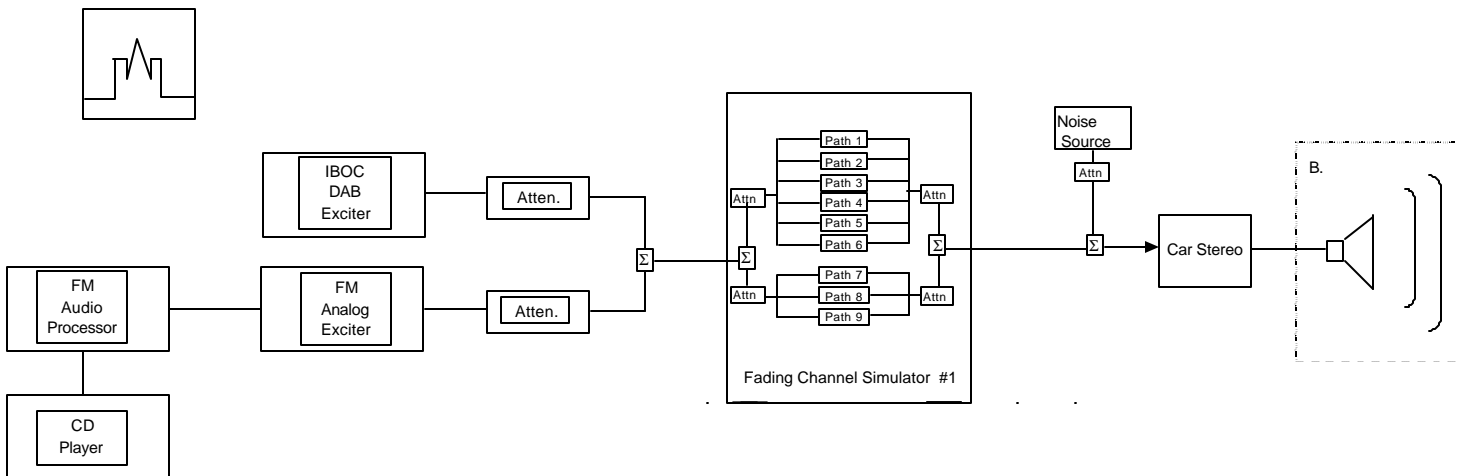 IBOC
DAB
Exciter
Atten.
Σ
FM
Audio
Processor
FM
Analog
Exciter
Atten.
CD
Player
Attn
Σ
Attn
Path 1
Path 2
Path 3
Path 4
Path 5
Path 6
Path 7
Path 8
Path 9
Attn
Σ
Attn
Fading Channel Simulator #1
Noise
Source
Attn
Σ
Car Stereo
B.